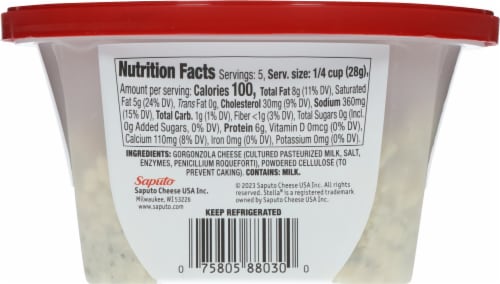 Nutrition Facts Servings: 5, Serv. size: 1/4 cup (28g),
Amount per serving: Calories 100, Total Fat 8g (11% DV), Saturated
Fat 5g (24% DV), Trans Fat 0g, Cholesterol 30mg (9% DV), Sodium 360mg
(15% DV), Total Carb. 1g (1% DV), Fiber <1g (3% DV), Total Sugars 0g (Incl.
0g Added Sugars, 0% DV), Protein 6g, Vitamin D 0mcg (0% DV),
Calcium 110mg (8% DV), Iron 0mg (0% DV), Potassium 0mg (0% DV).
INGREDIENTS: GORGONZOLA CHEESE (CULTURED PASTEURIZED MILK, SALT,
ENZYMES, PENICILLIUM ROQUEFORTI), POWDERED CELLULOSE (TO
PREVENT CAKING). CONTAINS: MILK.
Saputo
Saputo Cheese USA Inc.
Milwaukee, WI 53226
www.saputo.com
© 2023 Saputo Cheese USA Inc. All rights
reserved. Stella® is a registered trademark
owned by Saputo Cheese USA Inc.
KEEP REFRIGERATED
0 75805 88030 0